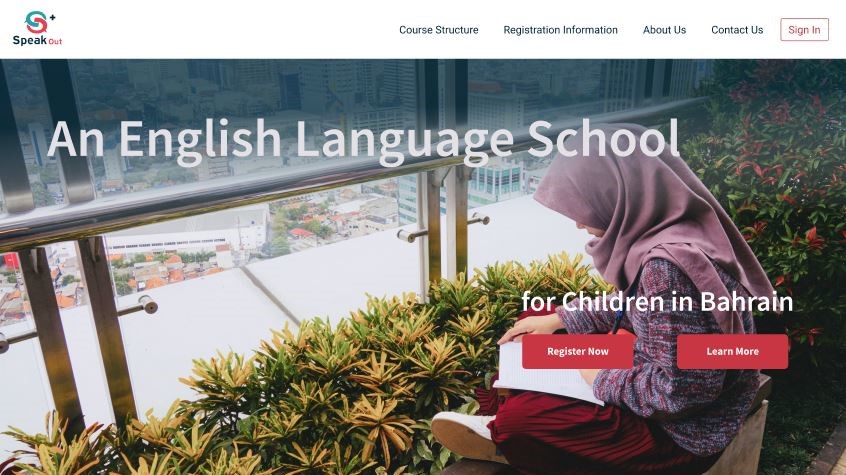 Speak Out
Course Structure
Registration Information
About Us
Contact Us
Sign In
An English Language School
for Children in Bahrain
Register Now
Learn More